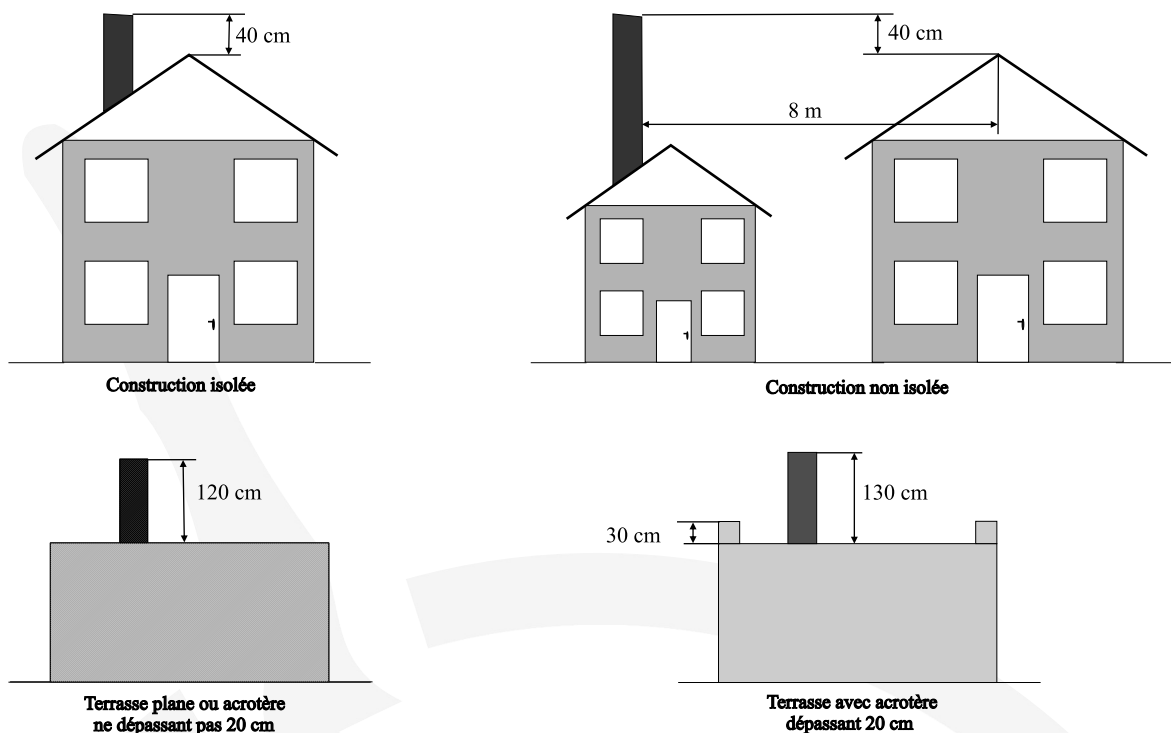 40 cm
40 cm
8 m
Construction isolée
Construction non isolée
120 cm
130 cm
30 cm
Terrasse plane ou acrotère
ne dépassant pas 20 cm
Terrasse avec acrotère
dépassant 20 cm